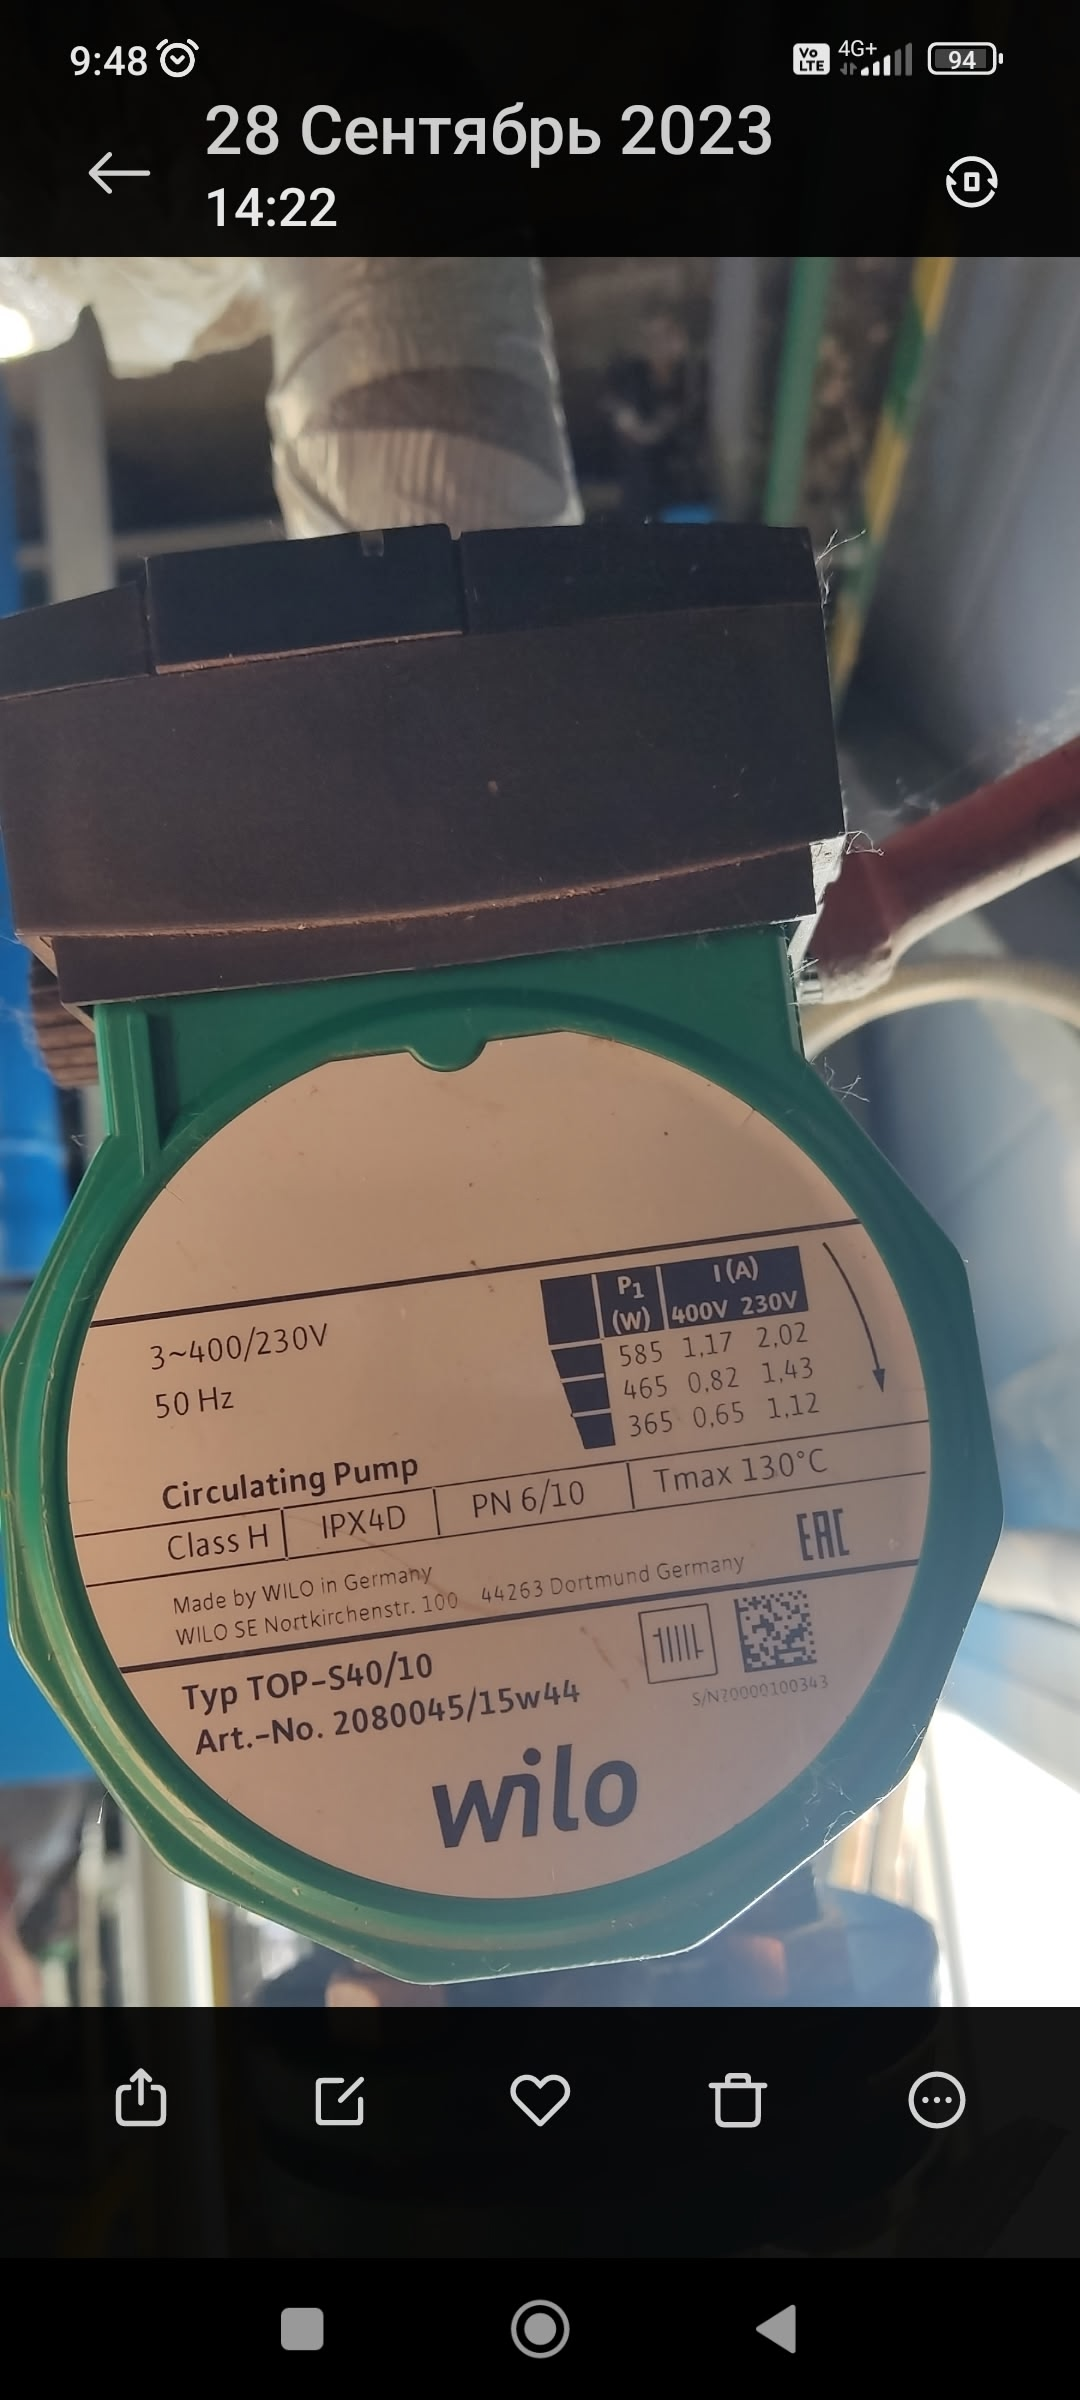 9:48
Vo LTE 4G+ 94
28 Сентябрь 2023
14:22
3~400/230V
50 Hz
P1 (W) I (A)
400V 230V
585 1,17 2,02
465 0,82 1,43
365 0,65 1,12
Circulating Pump
Class H IPX4D PN 6/10 Tmax 130°C
Made by WILO in Germany
WILO SE Nortkirchenstr. 100 44263 Dortmund Germany
EAC
Typ TOP-S40/10
Art.-No. 2080045/15w44
S/N?0000100343
wilo